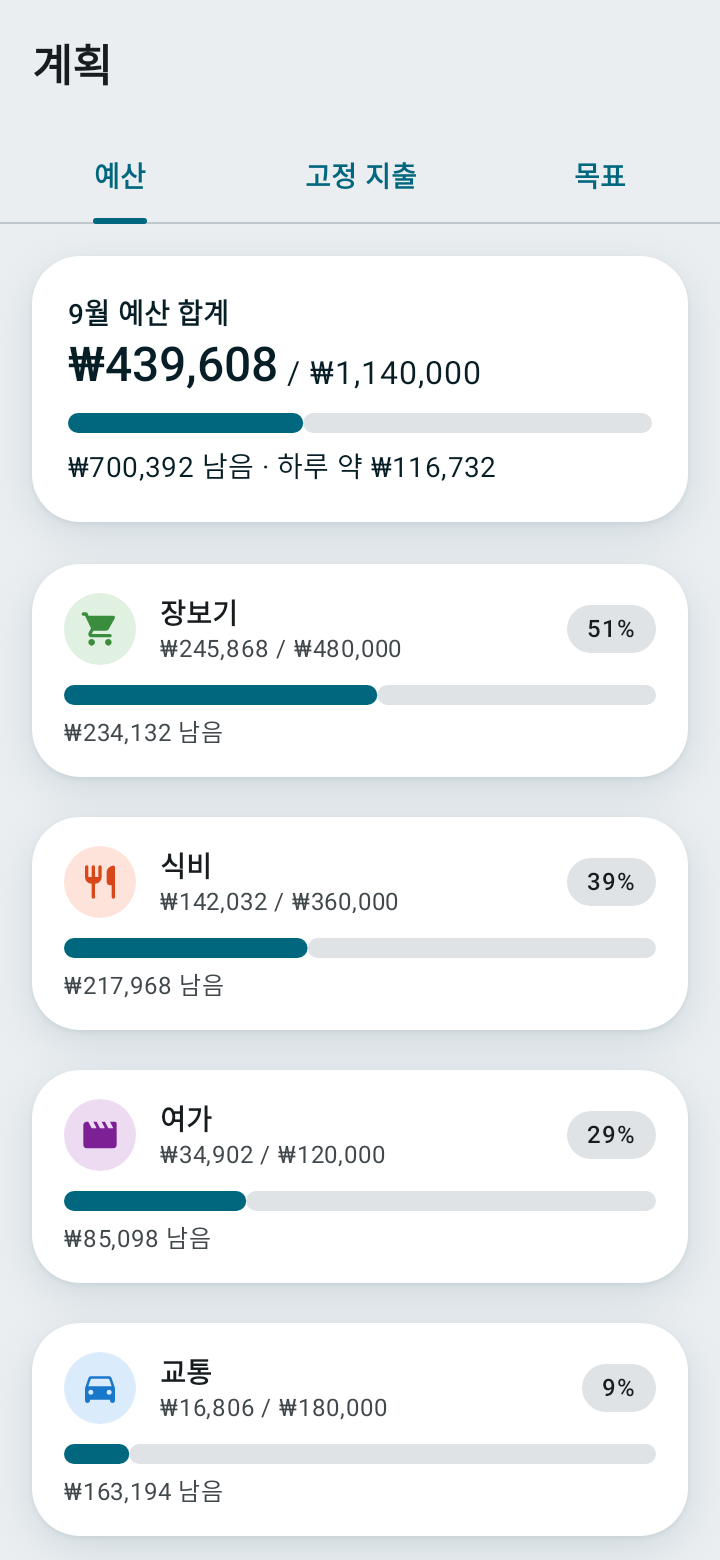 계획
예산
고정 지출
목표
9월 예산 합계
₩439,608 / ₩1,140,000
₩700,392 남음 · 하루 약 ₩116,732
장보기
₩245,868 / ₩480,000
51%
₩234,132 남음
식비
₩142,032 / ₩360,000
39%
₩217,968 남음
여가
₩34,902 / ₩120,000
29%
₩85,098 남음
교통
₩16,806 / ₩180,000
9%
₩163,194 남음